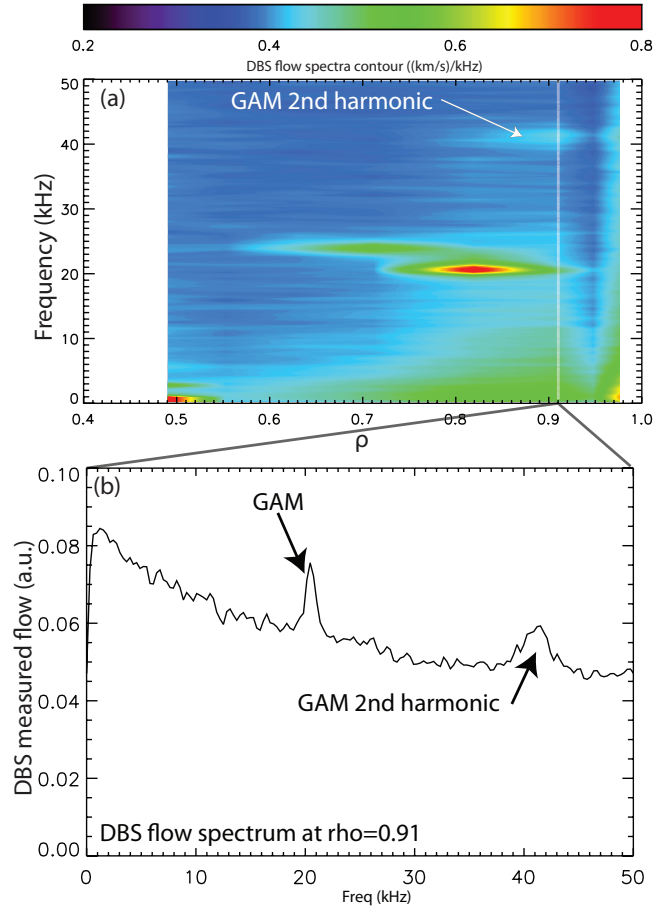 0.2 0.4 0.6 0.8
DBS flow spectra contour ((km/s)/kHz)
(a)
GAM 2nd harmonic
Frequency (kHz)
50
40
30
20
10
0
0.4 0.5 0.6 0.7 0.8 0.9 1.0
ρ
(b)
GAM
GAM 2nd harmonic
DBS measured flow (a.u.)
0.10
0.08
0.06
0.04
0.02
0.00
DBS flow spectrum at rho=0.91
0 10 20 30 40 50
Freq (kHz)